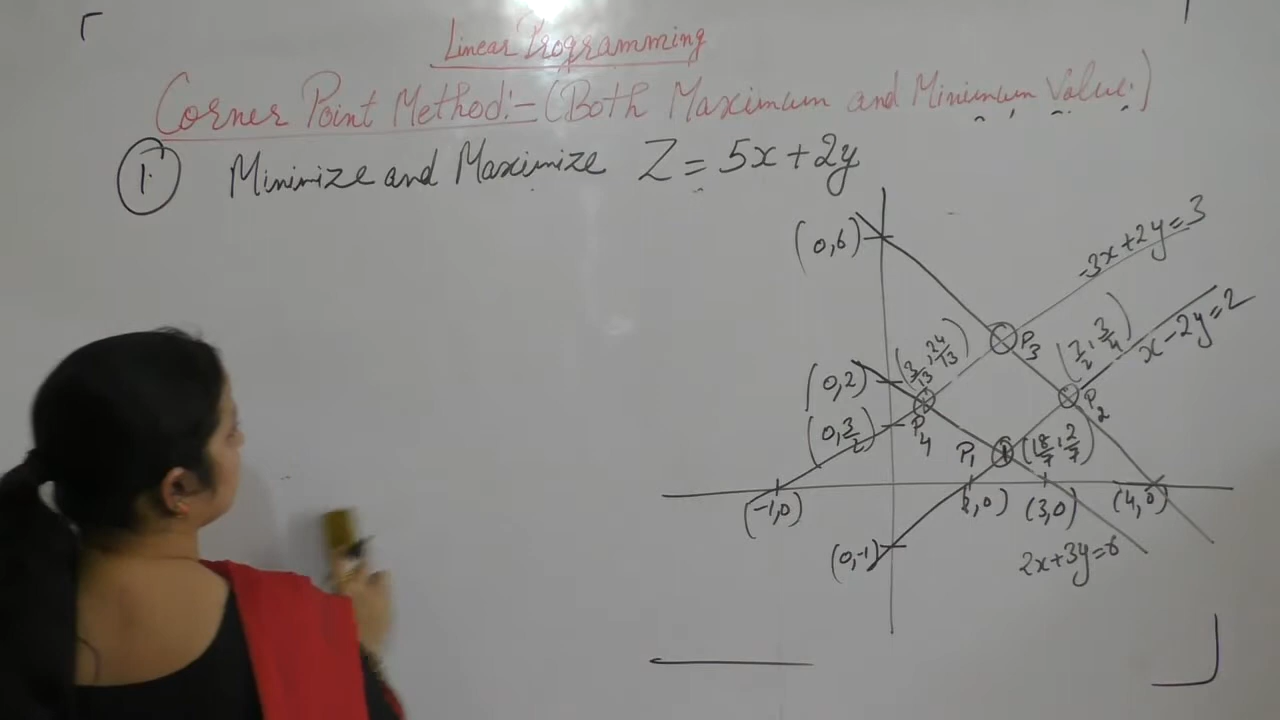 Linear Programming
Corner Point Method:- (Both Maximum and Minimum Value.)
1. Minimize and Maximize Z = 5x+2y
(0,6)
-3x+2y=3
x-2y=2
P3
(7/2, 3/4)
(3/13, 24/13)
(0,2)
P2
(0,3/2)
P4
P1
(18/7, 2/7)
(-1,0)
(2,0)
(3,0)
(4,0)
(0,-1)
2x+3y=6